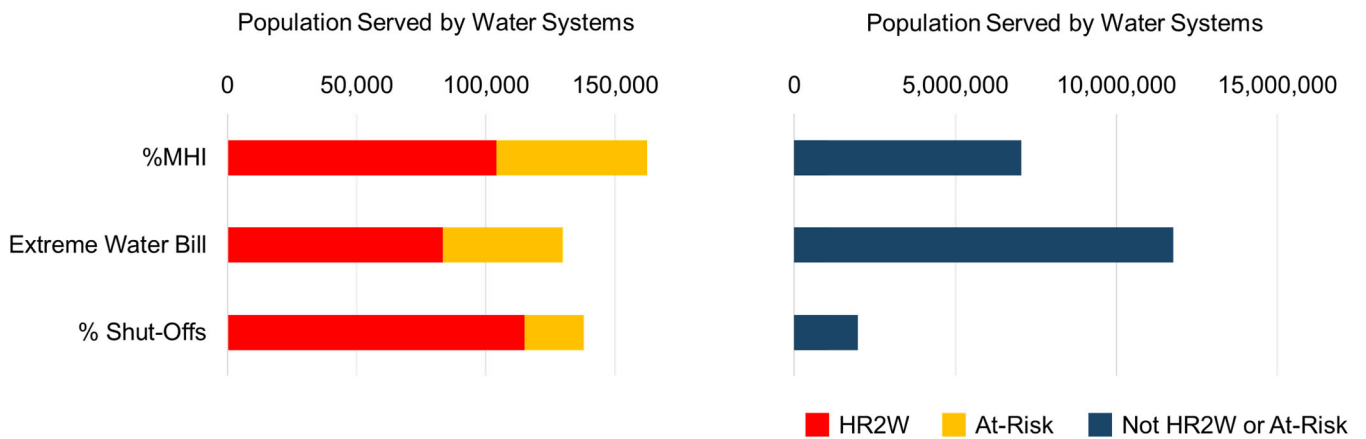 Population Served by Water Systems
0 50,000 100,000 150,000
%MHI
Extreme Water Bill
% Shut-Offs
Population Served by Water Systems
0 5,000,000 10,000,000 15,000,000
HR2W At-Risk Not HR2W or At-Risk